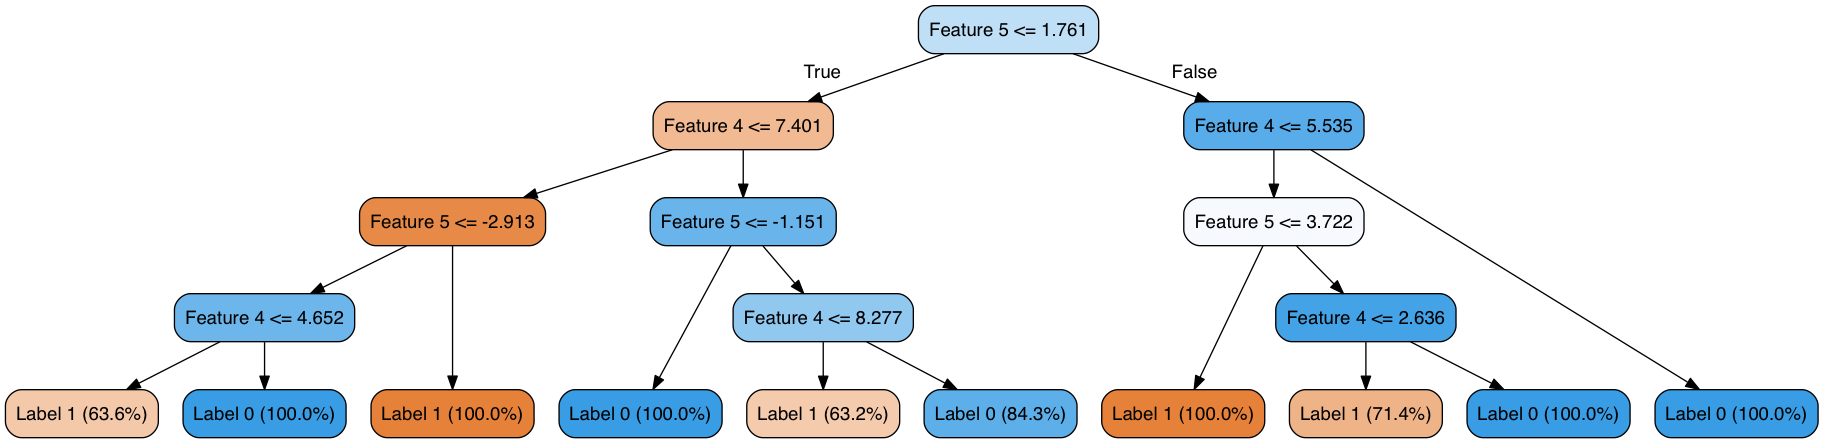 Feature 5 <= 1.761
True
False
Feature 4 <= 7.401
Feature 4 <= 5.535
Feature 5 <= -2.913
Feature 5 <= -1.151
Feature 5 <= 3.722
Feature 4 <= 4.652
Feature 4 <= 8.277
Feature 4 <= 2.636
Label 1 (63.6%)
Label 0 (100.0%)
Label 1 (100.0%)
Label 0 (100.0%)
Label 1 (63.2%)
Label 0 (84.3%)
Label 1 (100.0%)
Label 1 (71.4%)
Label 0 (100.0%)
Label 0 (100.0%)